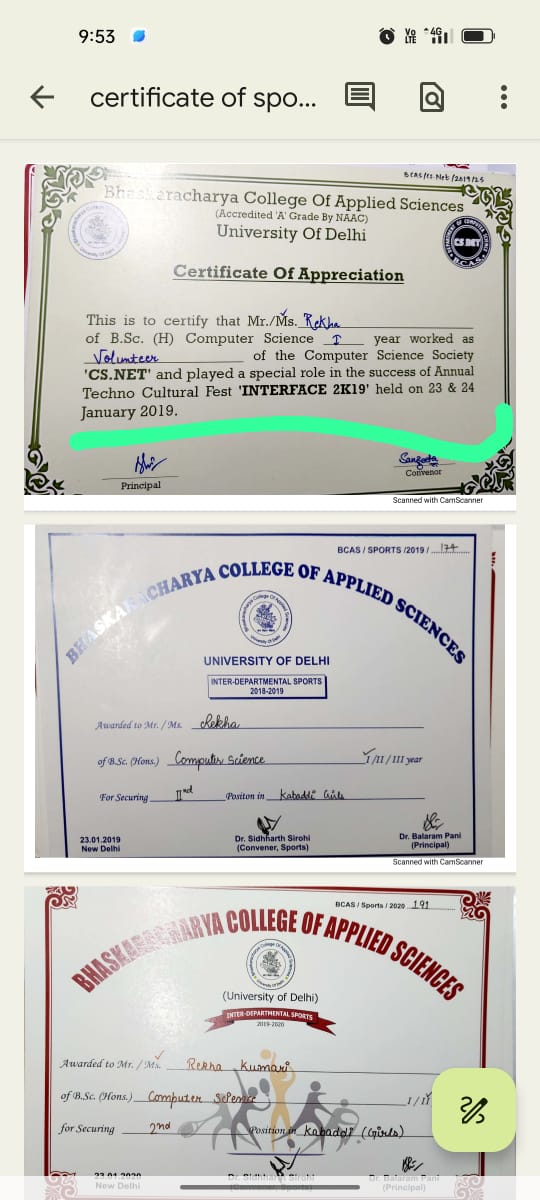 9:53
Vo LTE 4G
certificate of spo...
BCAS/CS.Net/2019/25
Bhaskaracharya College Of Applied Sciences
(Accredited 'A' Grade By NAAC)
University Of Delhi
CS NET
B.C.A.S.
Certificate Of Appreciation
This is to certify that Mr./Ms. Rekha
of B.Sc. (H) Computer Science I year worked as
Volunteer of the Computer Science Society
'CS.NET' and played a special role in the success of Annual
Techno Cultural Fest 'INTERFACE 2K19' held on 23 & 24
January 2019.
Sangeeta
Principal
Convenor
Scanned with CamScanner
BCAS / SPORTS /2019 / 174
BHASKARACHARYA COLLEGE OF APPLIED SCIENCES
UNIVERSITY OF DELHI
INTER-DEPARTMENTAL SPORTS
2018-2019
Awarded to Mr. / Ms. Rekha
of B.Sc. (Hons.) Computer Science I / II / III year
For Securing IInd Positon in Kabaddi Girls
23.01.2019
New Delhi
Dr. Sidhharth Sirohi
(Convener, Sports)
Dr. Balaram Pani
(Principal)
Scanned with CamScanner
BCAS / Sports / 2020 191
BHASKARACHARYA COLLEGE OF APPLIED SCIENCES
(University of Delhi)
INTER-DEPARTMENTAL SPORTS
2019-2020
Awarded to Mr. / Ms. Rekha Kumari
of B.Sc. (Hons.) Computer Science I / II
for Securing 2nd Position in Kabaddi (Girls)
23.01.2020
New Delhi
Dr. Sidhharth Sirohi
(Convener, Sports)
Dr. Balaram Pani
(Principal)